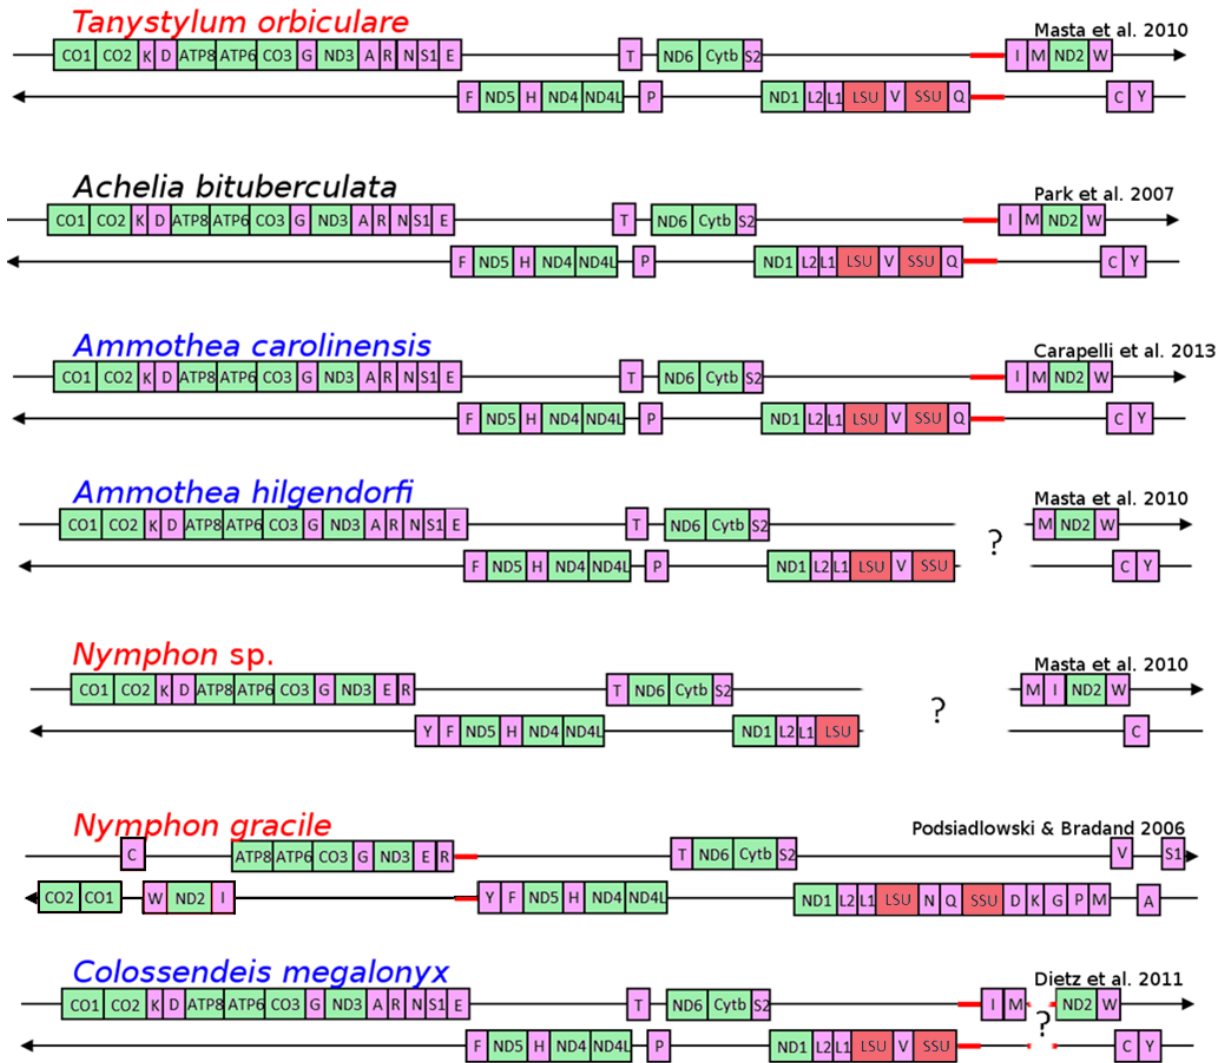 Tanystylum orbiculare
Masta et al. 2010
CO1 CO2 K D ATP8 ATP6 CO3 G ND3 A R N S1 E T ND6 Cytb S2 I M ND2 W
F ND5 H ND4 ND4L P ND1 L2 L1 LSU V SSU Q C Y
Achelia bituberculata
Park et al. 2007
CO1 CO2 K D ATP8 ATP6 CO3 G ND3 A R N S1 E T ND6 Cytb S2 I M ND2 W
F ND5 H ND4 ND4L P ND1 L2 L1 LSU V SSU Q C Y
Ammothea carolinensis
Carapelli et al. 2013
CO1 CO2 K D ATP8 ATP6 CO3 G ND3 A R N S1 E T ND6 Cytb S2 I M ND2 W
F ND5 H ND4 ND4L P ND1 L2 L1 LSU V SSU Q C Y
Ammothea hilgendorfi
Masta et al. 2010
CO1 CO2 K D ATP8 ATP6 CO3 G ND3 A R N S1 E T ND6 Cytb S2 M ND2 W
?
F ND5 H ND4 ND4L P ND1 L2 L1 LSU V SSU C Y
Nymphon sp.
Masta et al. 2010
CO1 CO2 K D ATP8 ATP6 CO3 G ND3 E R T ND6 Cytb S2 M I ND2 W
?
Y F ND5 H ND4 ND4L ND1 L2 L1 LSU C
Nymphon gracile
Podsiadlowski & Bradand 2006
C ATP8 ATP6 CO3 G ND3 E R T ND6 Cytb S2 V S1
CO2 CO1 W ND2 I Y F ND5 H ND4 ND4L ND1 L2 L1 LSU N Q SSU D K G P M A
Colossendeis megalonyx
Dietz et al. 2011
CO1 CO2 K D ATP8 ATP6 CO3 G ND3 A R N S1 E T ND6 Cytb S2 I M ND2 W
?
F ND5 H ND4 ND4L P ND1 L2 L1 LSU V SSU C Y